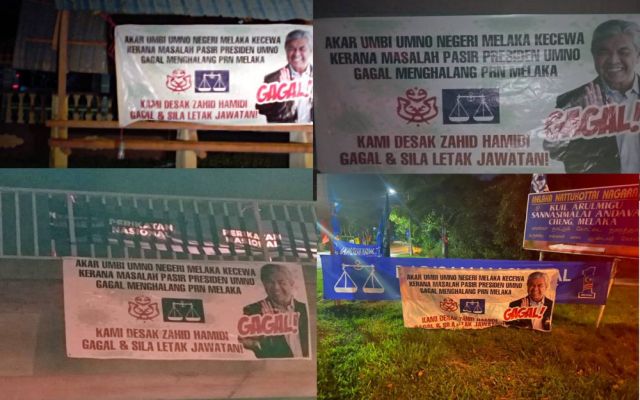 AKAR UMBI UMNO NEGERI MELAKA KECEWA
KERANA MASALAH PASIR PRESIDEN UMNO
GAGAL MENGHALANG PRN MELAKA
GAGAL!
KAMI DESAK ZAHID HAMIDI
GAGAL & SILA LETAK JAWATAN!
AKAR UMBI UMNO NEGERI MELAKA KECEWA
KERANA MASALAH PASIR PRESIDEN UMNO
GAGAL MENGHALANG PRN MELAKA
GAGAL!
KAMI DESAK ZAHID HAMIDI
GAGAL & SILA LETAK JAWATAN!
PERIKATAN
NASIONAL
PERIKATAN
NASIONAL
AKAR UMBI UMNO NEGERI MELAKA KECEWA
KERANA MASALAH PASIR PRESIDEN UMNO
GAGAL MENGHALANG PRN MELAKA
GAGAL!
KAMI DESAK ZAHID HAMIDI
GAGAL & SILA LETAK JAWATAN!
MELAKA NATTUKOTTAI NAGARA
KUIL ARULMIGU
SANNASIMALAI ANDAVA
CHENG, MELAKA
AKAR UMBI UMNO NEGERI MELAKA KECEWA
KERANA MASALAH PASIR PRESIDEN UMNO
GAGAL MENGHALANG PRN MELAKA
GAGAL!
KAMI DESAK ZAHID HAMIDI
GAGAL & SILA LETAK JAWATAN!